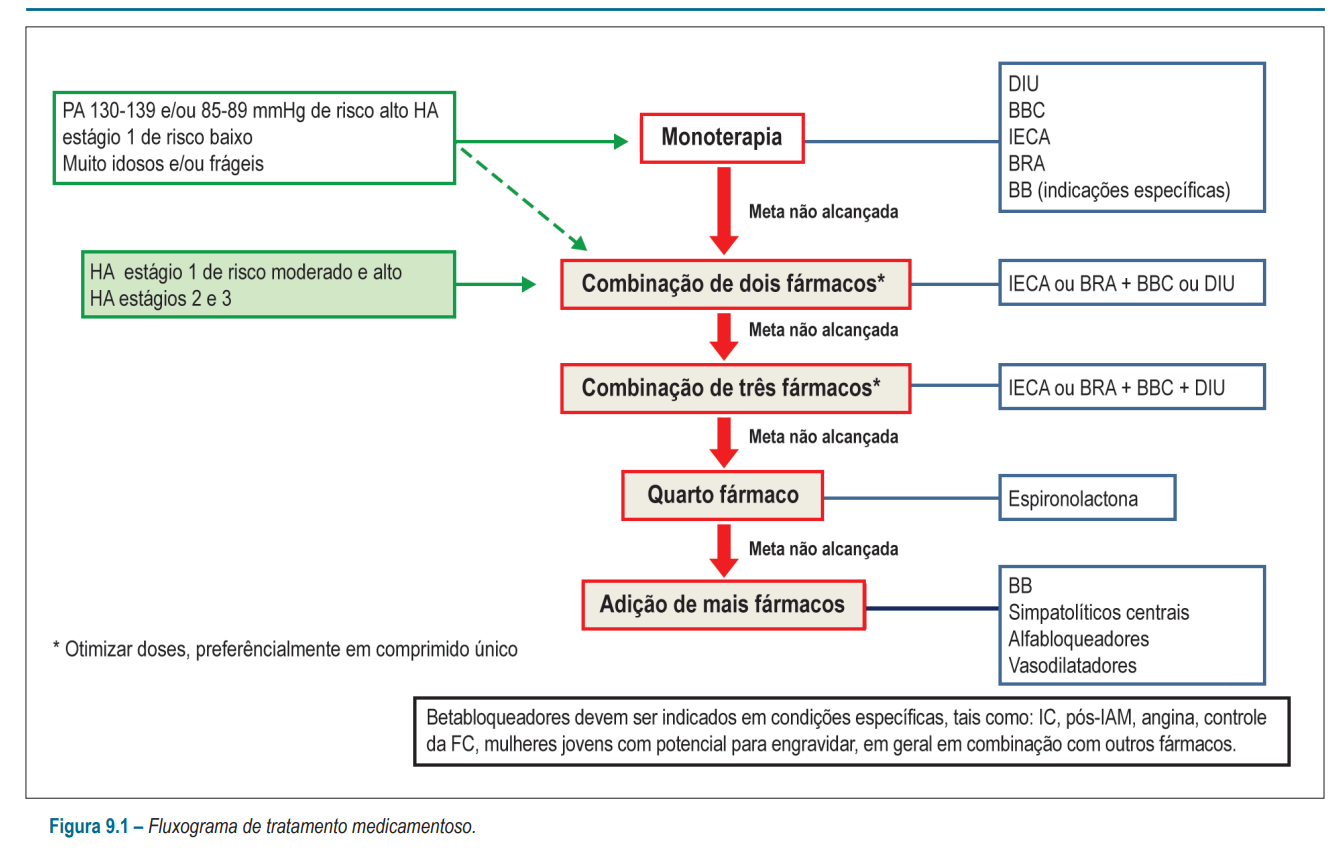 PA 130-139 e/ou 85-89 mmHg de risco alto HA
estágio 1 de risco baixo
Muito idosos e/ou frágeis
Monoterapia
DIU
BBC
IECA
BRA
BB (indicações específicas)
Meta não alcançada
HA estágio 1 de risco moderado e alto
HA estágios 2 e 3
Combinação de dois fármacos*
IECA ou BRA + BBC ou DIU
Meta não alcançada
Combinação de três fármacos*
IECA ou BRA + BBC + DIU
Meta não alcançada
Quarto fármaco
Espironolactona
Meta não alcançada
Adição de mais fármacos
BB
Simpatolíticos centrais
Alfabloqueadores
Vasodilatadores
* Otimizar doses, preferêncialmente em comprimido único
Betabloqueadores devem ser indicados em condições específicas, tais como: IC, pós-IAM, angina, controle
da FC, mulheres jovens com potencial para engravidar, em geral em combinação com outros fármacos.
Figura 9.1 – Fluxograma de tratamento medicamentoso.